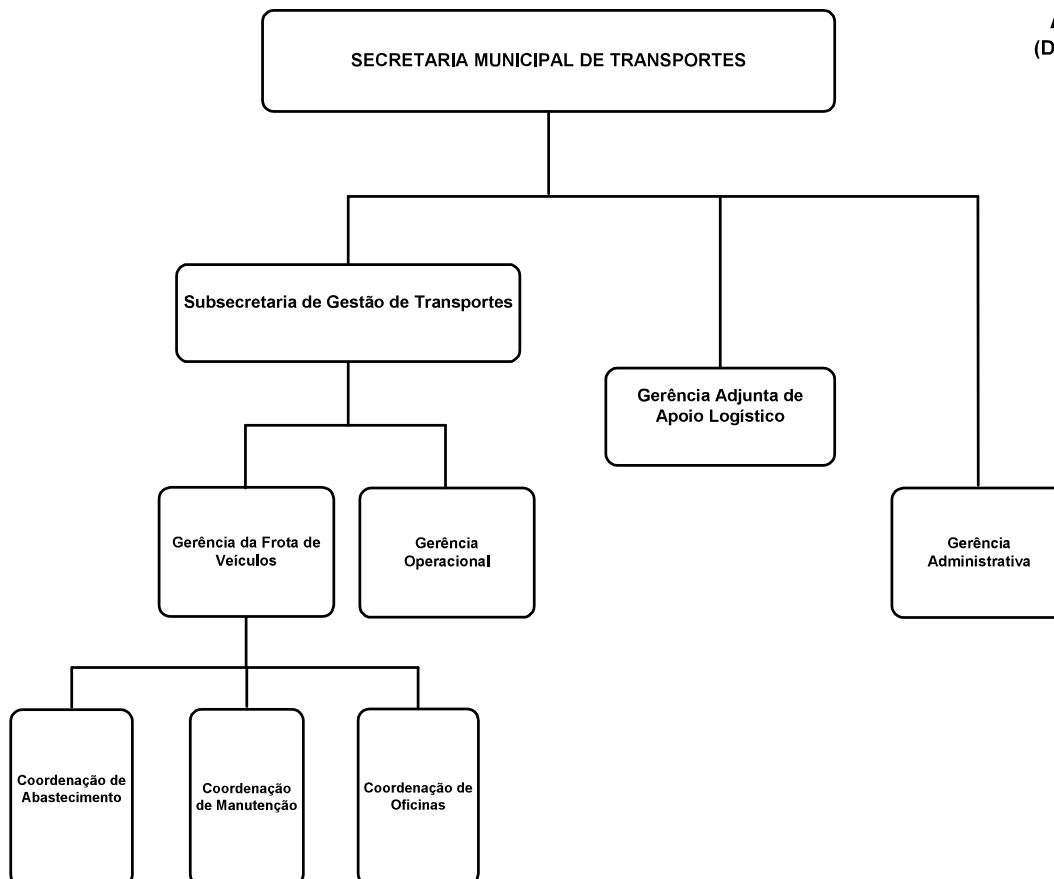 SECRETARIA MUNICIPAL DE TRANSPORTES
(D
Subsecretaria de Gestão de Transportes
Gerência Adjunta de
Apoio Logístico
Gerência da Frota de
Veículos
Gerência
Operacional
Gerência
Administrativa
Coordenação de
Abastecimento
Coordenação
de Manutenção
Coordenação de
Oficinas